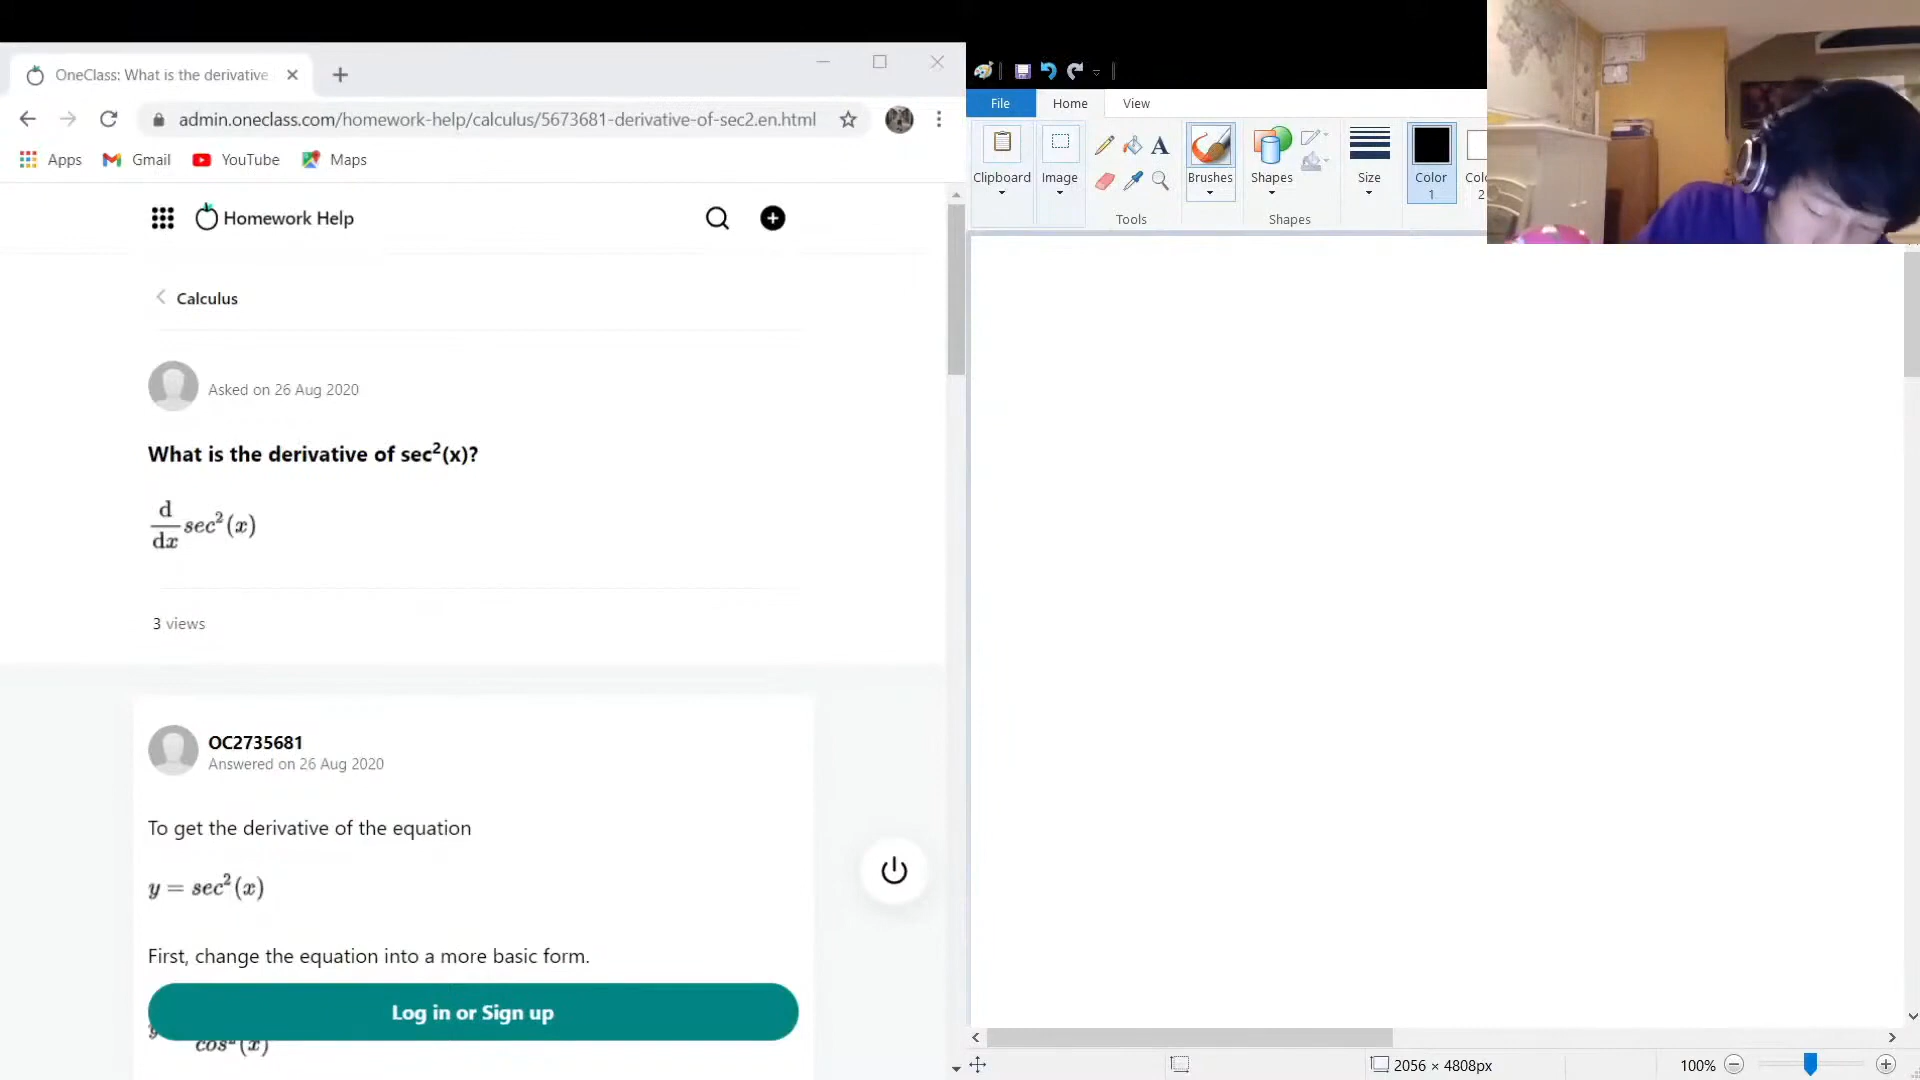 OneClass: What is the derivative
admin.oneclass.com/homework-help/calculus/5673681-derivative-of-sec2.en.html
Apps Gmail YouTube Maps
Homework Help
Calculus
Asked on 26 Aug 2020
What is the derivative of sec²(x)?
d/dx sec²(x)
3 views
OC2735681
Answered on 26 Aug 2020
To get the derivative of the equation
y = sec²(x)
First, change the equation into a more basic form.
Log in or Sign up
cos²(x)
File Home View
Clipboard Image Brushes Shapes Size Color
1 2
Tools Shapes
2056 × 4808px 100%